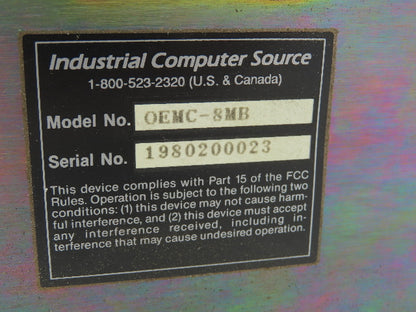 Industrial Computer Source
1-800-523-2320 (U.S. & Canada)
Model No. OEMC-8MB
Serial No. 1980200023
This device complies with Part 15 of the FCC
Rules. Operation is subject to the following two
conditions: (1) this device may not cause harm-
ful interference, and (2) this device must accept
any interference received, including in-
terference that may cause undesired operation.